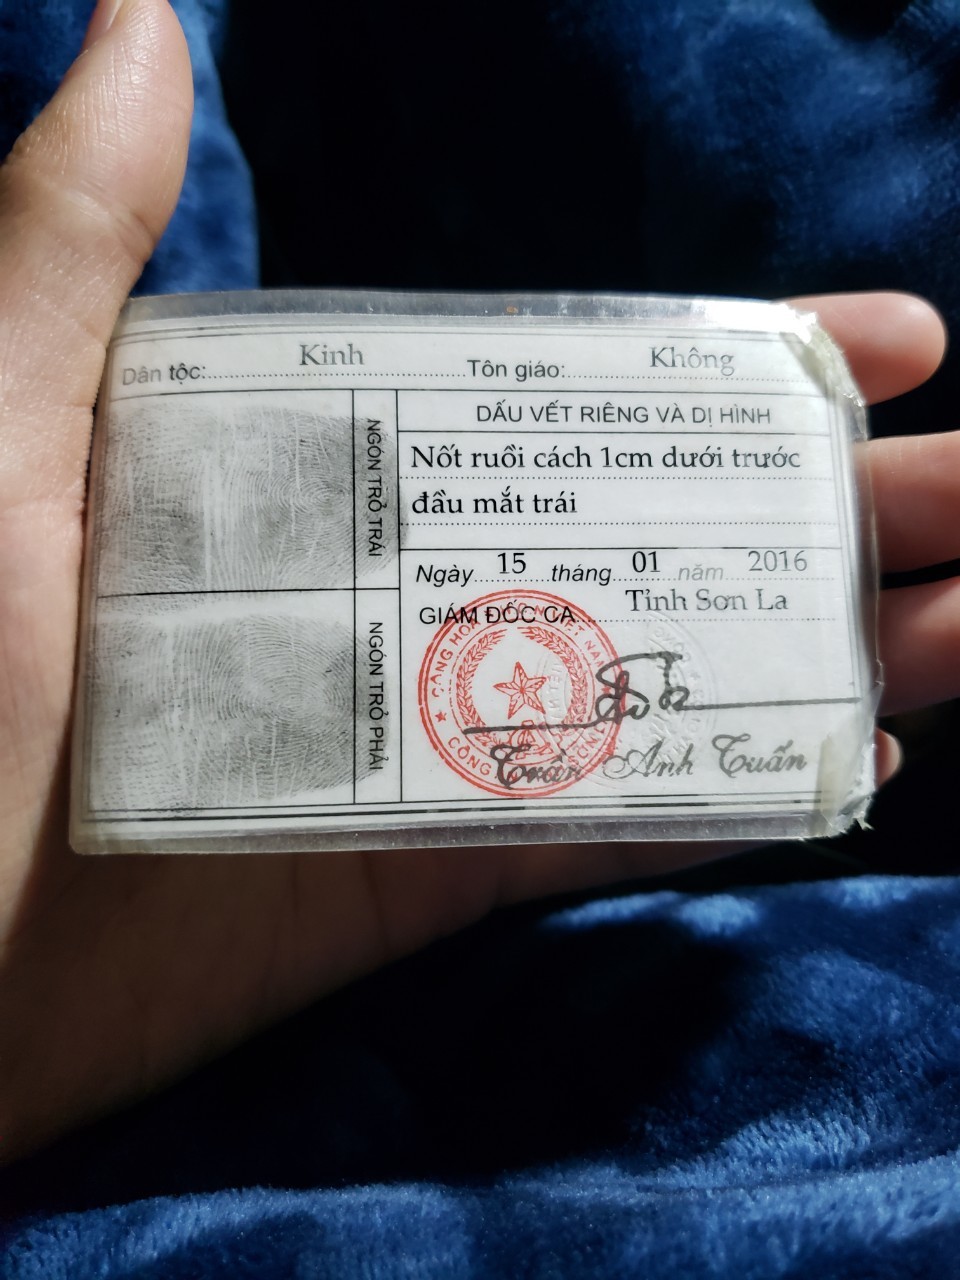 Dân tộc: Kinh Tôn giáo: Không
NGÓN TRỎ TRÁI
DẤU VẾT RIÊNG VÀ DỊ HÌNH
Nốt ruồi cách 1cm dưới trước
đầu mắt trái
Ngày 15 tháng 01 năm 2016
GIÁM ĐỐC CA Tỉnh Sơn La
NGÓN TRỎ PHẢI
Trần Anh Tuấn